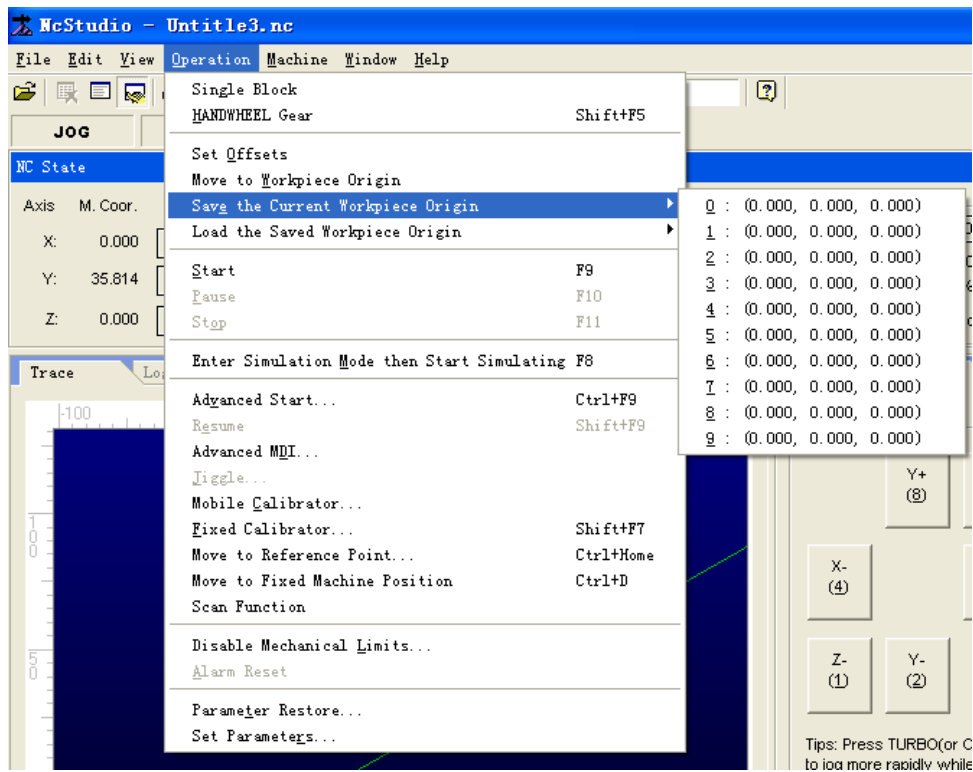 NcStudio - Untitle3.nc
File Edit View Operation Machine Window Help
JOG
NC State
Axis M. Coor.
X: 0.000
Y: 35.814
Z: 0.000
Trace
-100
100
50
Single Block
HANDWHEEL Gear Shift+F5
Set Offsets
Move to Workpiece Origin
Save the Current Workpiece Origin
Load the Saved Workpiece Origin
Start F9
Pause F10
Stop F11
Enter Simulation Mode then Start Simulating F8
Advanced Start... Ctrl+F9
Resume Shift+F9
Advanced MDI...
Jiggle...
Mobile Calibrator...
Fixed Calibrator... Shift+F7
Move to Reference Point... Ctrl+Home
Move to Fixed Machine Position Ctrl+D
Scan Function
Disable Mechanical Limits...
Alarm Reset
Parameter Restore...
Set Parameters...
0 : (0.000, 0.000, 0.000)
1 : (0.000, 0.000, 0.000)
2 : (0.000, 0.000, 0.000)
3 : (0.000, 0.000, 0.000)
4 : (0.000, 0.000, 0.000)
5 : (0.000, 0.000, 0.000)
6 : (0.000, 0.000, 0.000)
7 : (0.000, 0.000, 0.000)
8 : (0.000, 0.000, 0.000)
9 : (0.000, 0.000, 0.000)
Y+
(8)
X-
(4)
Z-
(1)
Y-
(2)
Tips: Press TURBO(or
to jog more rapidly while